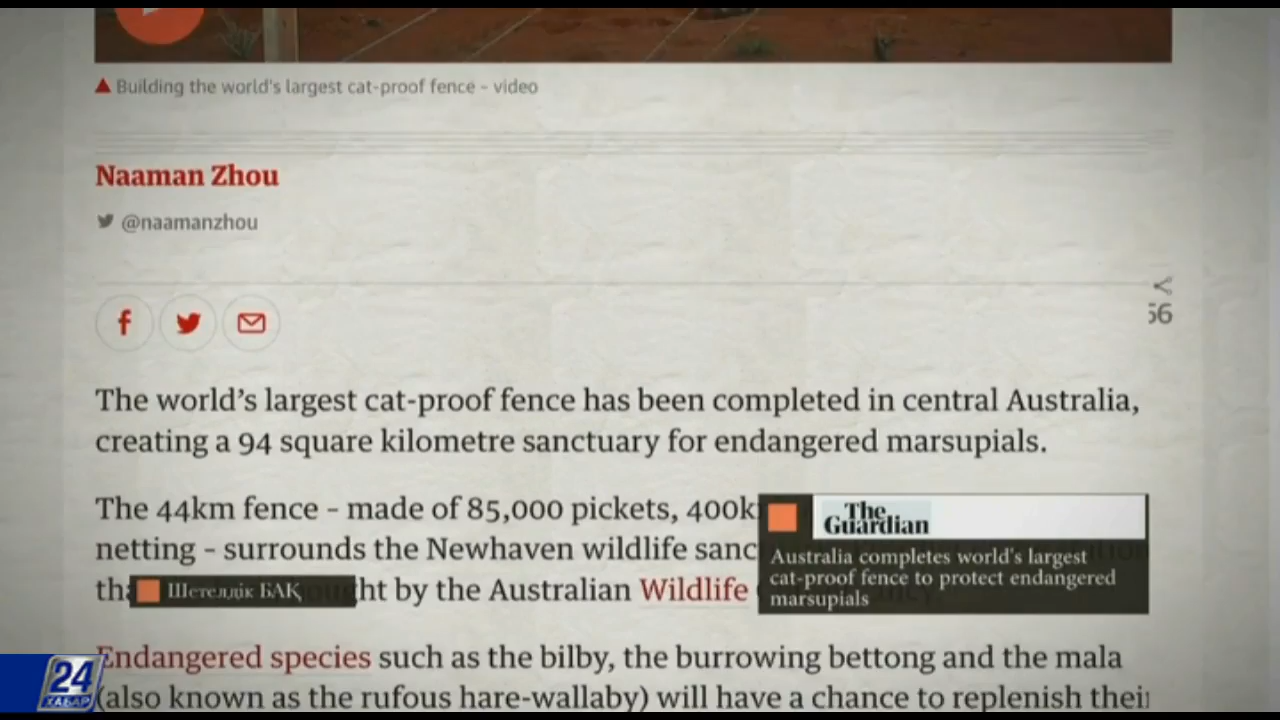 Building the world's largest cat-proof fence - video
Naaman Zhou
@naamanzhou
56
The world's largest cat-proof fence has been completed in central Australia,
creating a 94 square kilometre sanctuary for endangered marsupials.
The 44km fence – made of 85,000 pickets,
netting – surrounds the Newhaven wildlife
by the Australian Wildlife
The Guardian
Australia completes world's largest
cat-proof fence to protect endangered
marsupials
Шетелдік БАҚ
Endangered species such as the bilby, the burrowing bettong and the mala
(also known as the rufous hare-wallaby) will have a chance to replenish their
24
ХАБАР